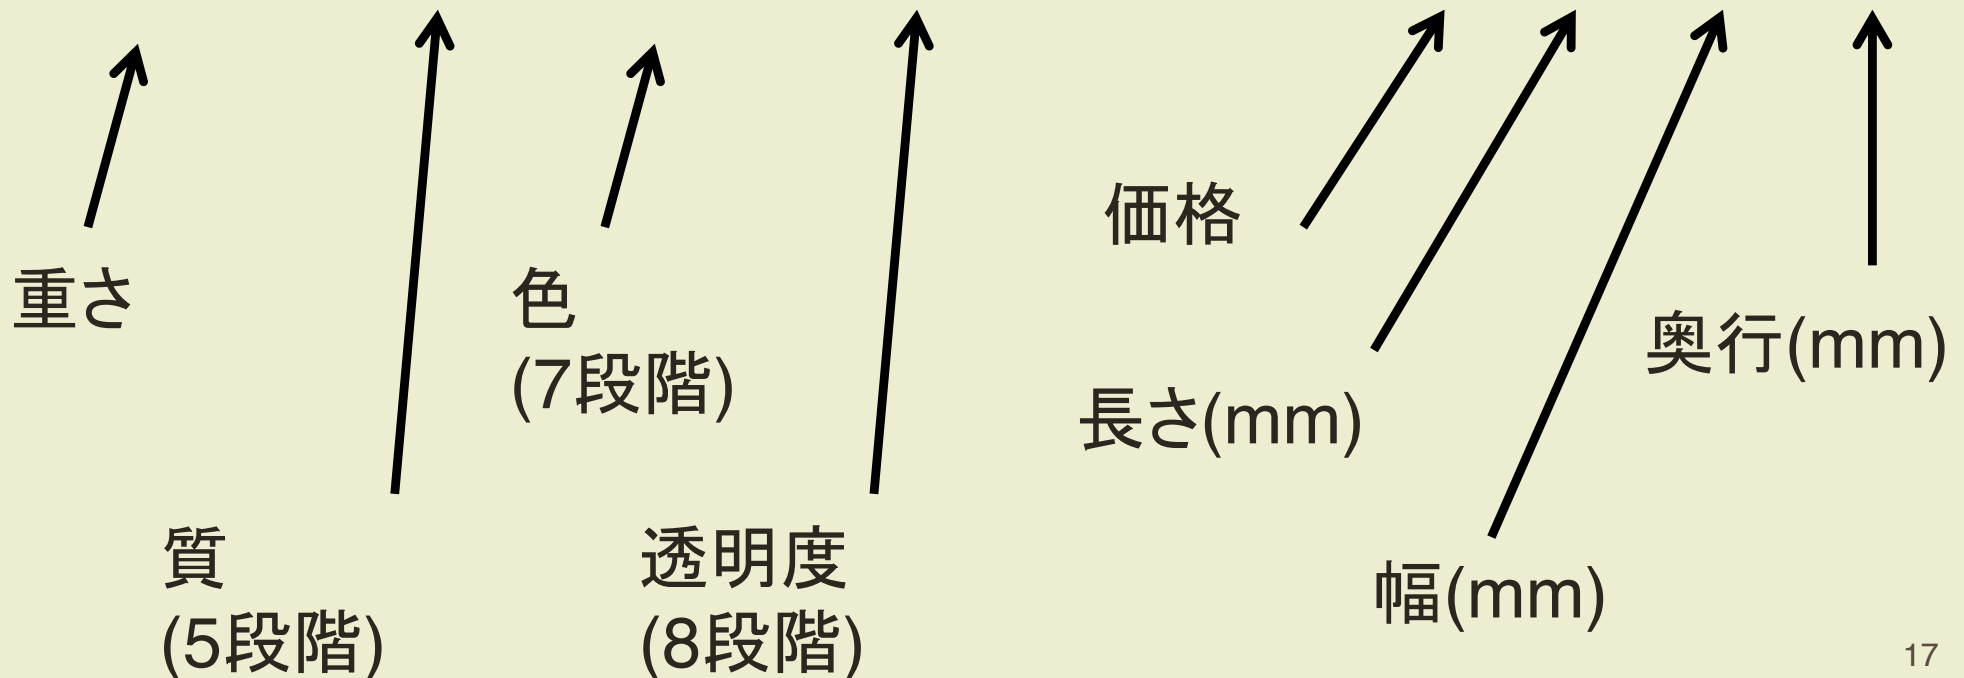 重さ
質
(5段階)
色
(7段階)
透明度
(8段階)
価格
長さ(mm)
幅(mm)
奥行(mm)
17